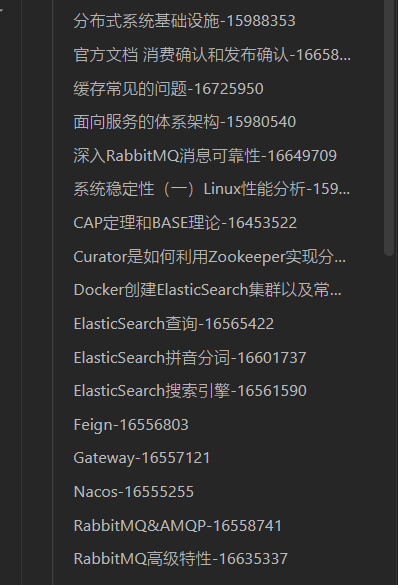 分布式系统基础设施-15988353
官方文档 消费确认和发布确认-16658...
缓存常见的问题-16725950
面向服务的体系架构-15980540
深入RabbitMQ消息可靠性-16649709
系统稳定性（一）Linux性能分析-159...
CAP定理和BASE理论-16453522
Curator是如何利用Zookeeper实现分...
Docker创建ElasticSearch集群以及常...
ElasticSearch查询-16565422
ElasticSearch拼音分词-16601737
ElasticSearch搜索引擎-16561590
Feign-16556803
Gateway-16557121
Nacos-16555255
RabbitMQ&AMQP-16558741
RabbitMQ高级特性-16635337